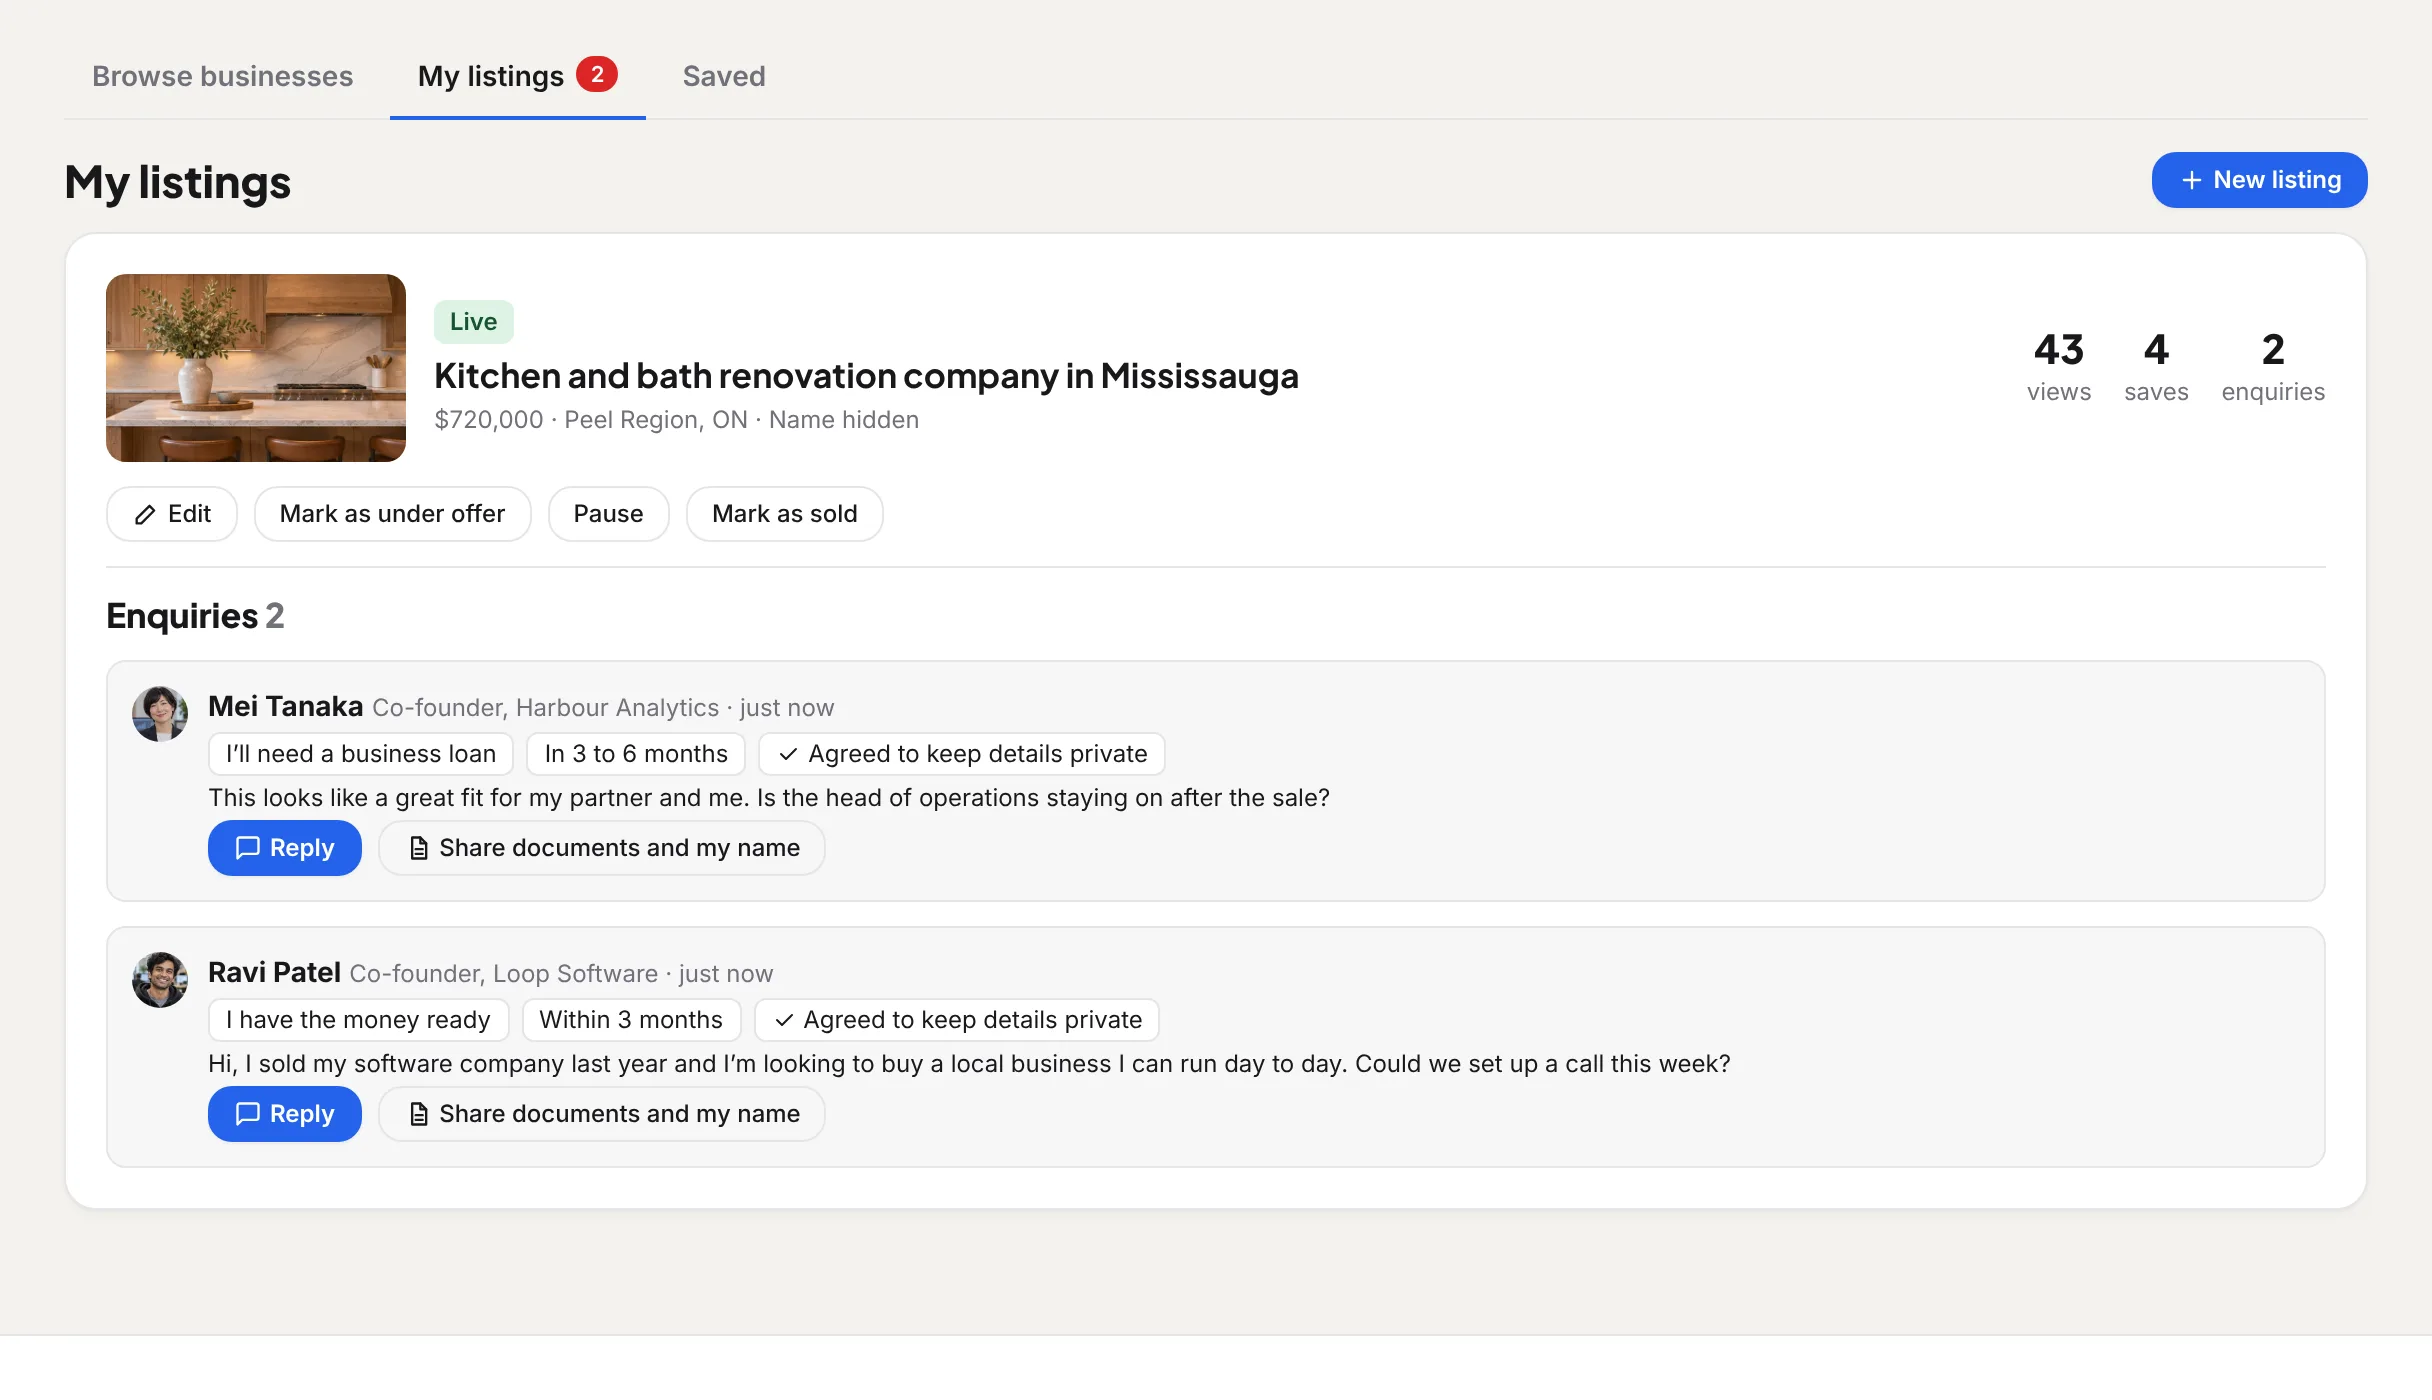 Browse businesses My listings 2 Saved
My listings
+ New listing
Live
Kitchen and bath renovation company in Mississauga
$720,000 · Peel Region, ON · Name hidden
43 4 2
views saves enquiries
Edit Mark as under offer Pause Mark as sold
Enquiries 2
Mei Tanaka Co-founder, Harbour Analytics · just now
I’ll need a business loan In 3 to 6 months ✓ Agreed to keep details private
This looks like a great fit for my partner and me. Is the head of operations staying on after the sale?
Reply Share documents and my name
Ravi Patel Co-founder, Loop Software · just now
I have the money ready Within 3 months ✓ Agreed to keep details private
Hi, I sold my software company last year and I’m looking to buy a local business I can run day to day. Could we set up a call this week?
Reply Share documents and my name